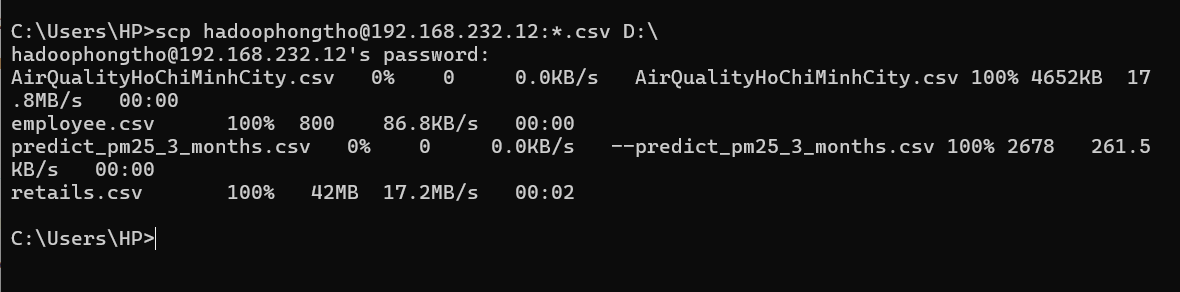 C:\Users\HP>scp hadoophongtho@192.168.232.12:*.csv D:\
hadoophongtho@192.168.232.12's password:
AirQualityHoChiMinhCity.csv   0%    0     0.0KB/s   AirQualityHoChiMinhCity.csv 100% 4652KB  17
.8MB/s   00:00
employee.csv      100%  800    86.8KB/s   00:00
predict_pm25_3_months.csv   0%    0     0.0KB/s   --predict_pm25_3_months.csv 100% 2678   261.5
KB/s   00:00
retails.csv       100%   42MB  17.2MB/s   00:02
C:\Users\HP>